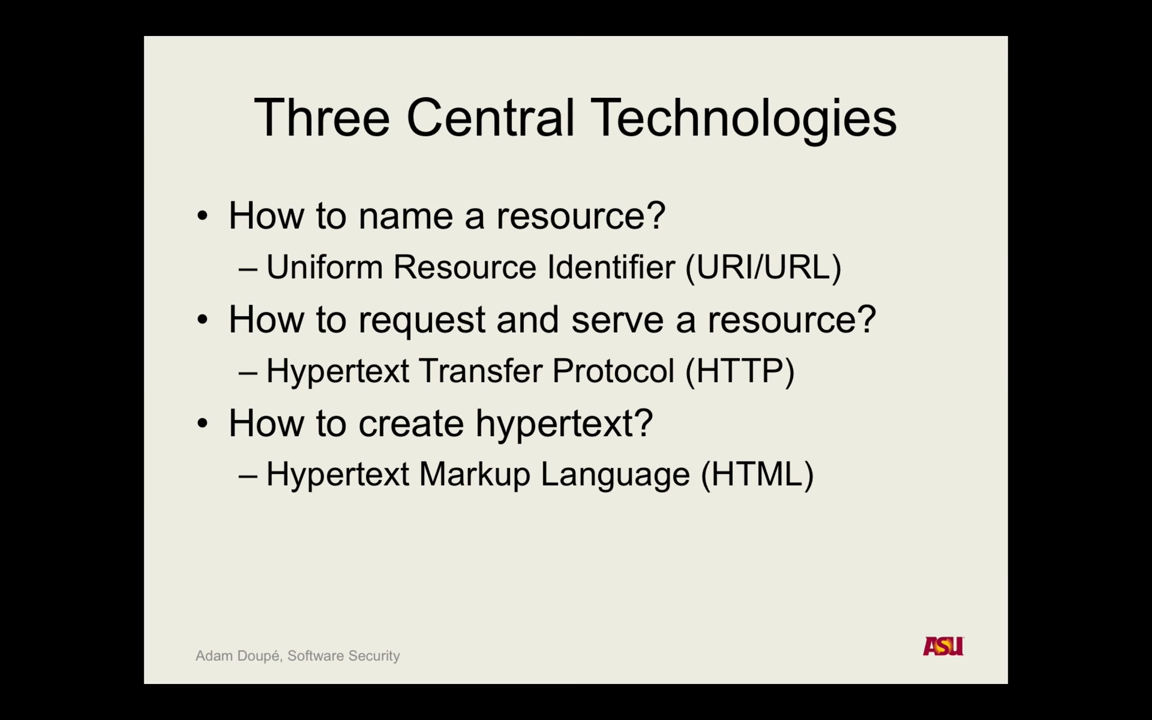 Three Central Technologies
• How to name a resource?
– Uniform Resource Identifier (URI/URL)
• How to request and serve a resource?
– Hypertext Transfer Protocol (HTTP)
• How to create hypertext?
– Hypertext Markup Language (HTML)
Adam Doupé, Software Security
ASU